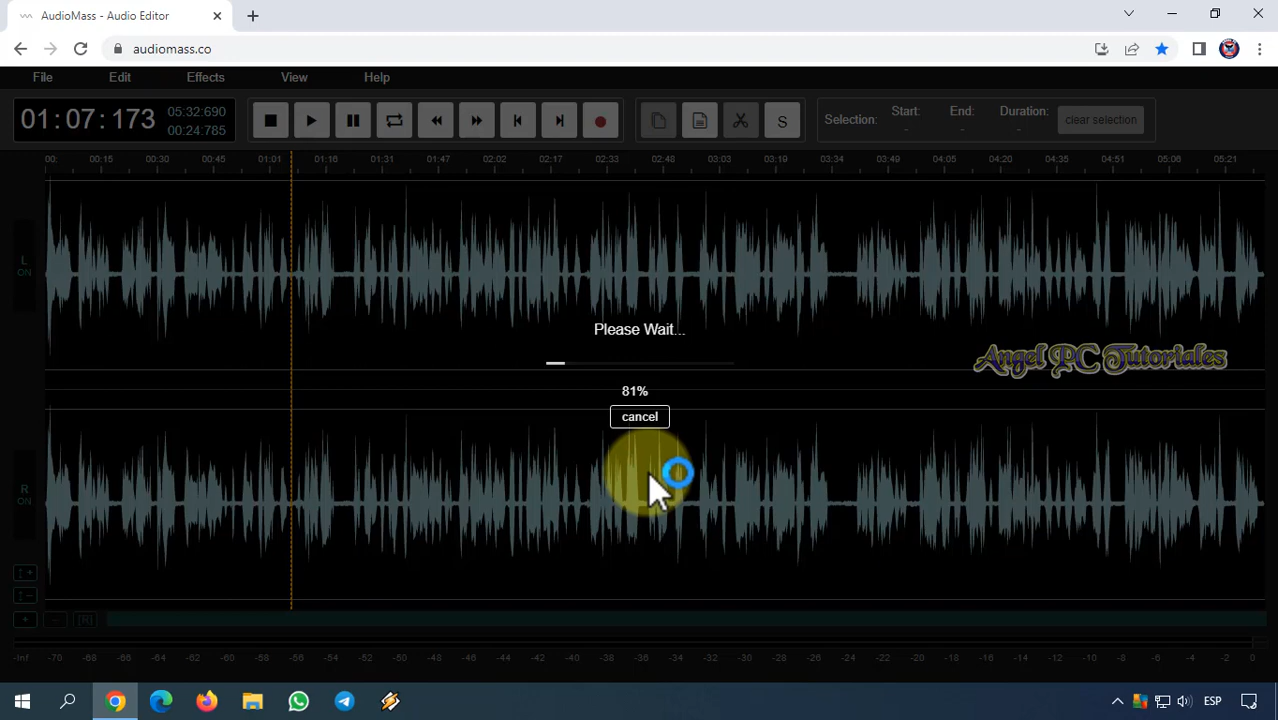 AudioMass - Audio Editor
audiomass.co
File Edit Effects View Help
01:07:173 05:32:690
00:24:785
S
Selection: Start: End: Duration:
- - -
clear selection
00: 00:15 00:30 00:45 01:01 01:16 01:31 01:47 02:02 02:17 02:33 02:48 03:03 03:19 03:34 03:49 04:05 04:20 04:35 04:51 05:06 05:21
L
ON
Please Wait...
Angel PC Tutoriales
81%
cancel
R
ON
[R]
-Inf -70 -68 -66 -64 -62 -60 -58 -56 -54 -52 -50 -48 -46 -44 -42 -40 -38 -36 -34 -32 -30 -28 -26 -24 -22 -20 -18 -16 -14 -12 -10 -8 -6 -4 -2 0
ESP